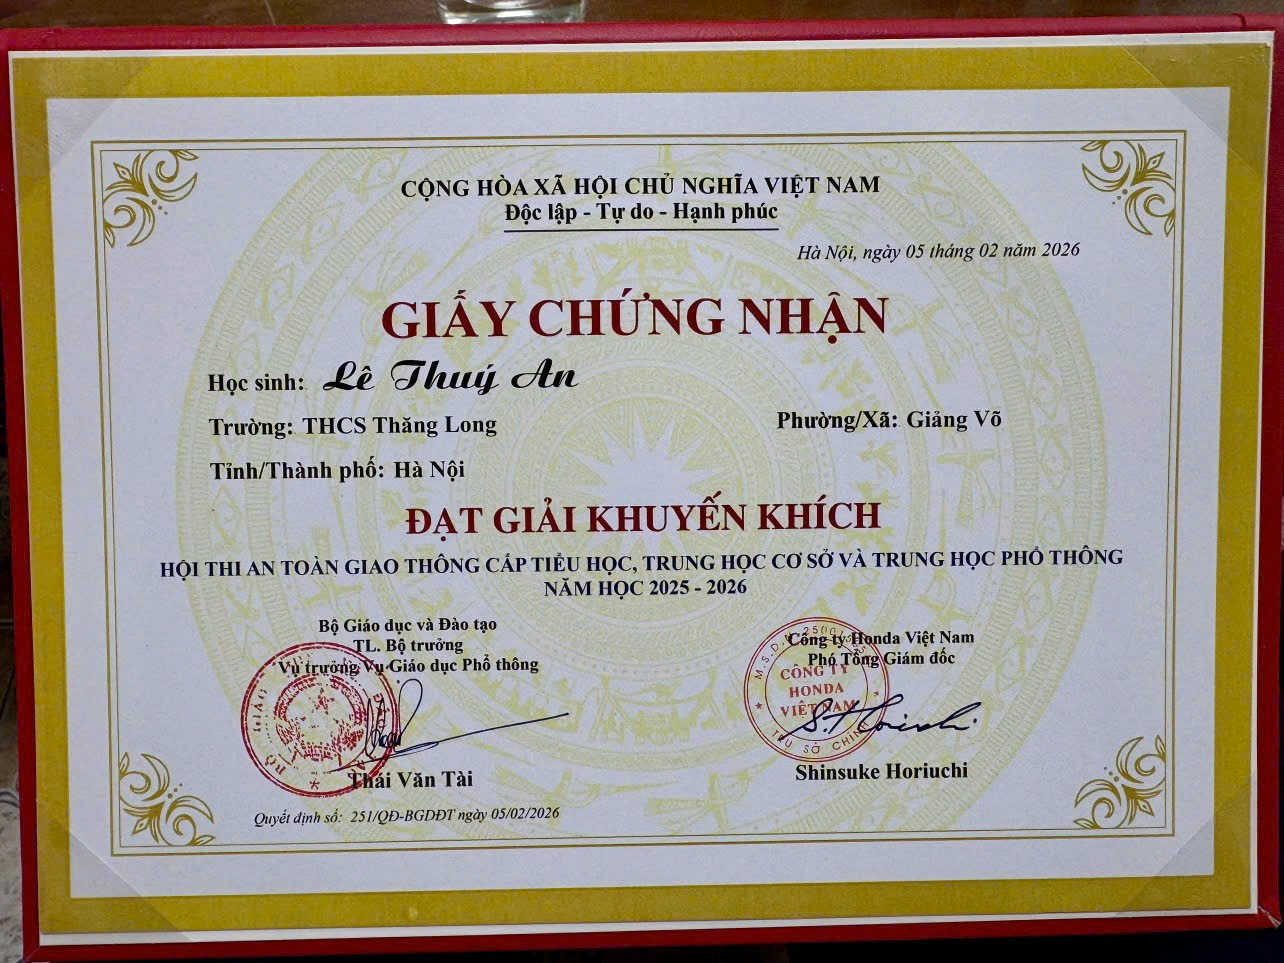 CỘNG HÒA XÃ HỘI CHỦ NGHĨA VIỆT NAM
Độc lập - Tự do - Hạnh phúc
Hà Nội, ngày 05 tháng 02 năm 2026
GIẤY CHỨNG NHẬN
Học sinh: Lê Thuý An
Trường: THCS Thăng Long Phường/Xã: Giảng Võ
Tỉnh/Thành phố: Hà Nội
ĐẠT GIẢI KHUYẾN KHÍCH
HỘI THI AN TOÀN GIAO THÔNG CẤP TIỂU HỌC, TRUNG HỌC CƠ SỞ VÀ TRUNG HỌC PHỔ THÔNG
NĂM HỌC 2025 - 2026
Bộ Giáo dục và Đào tạo
TL. Bộ trưởng
Vụ trưởng Vụ Giáo dục Phổ thông
Thái Văn Tài
Quyết định số: 251/QĐ-BGDĐT ngày 05/02/2026
Công ty Honda Việt Nam
Phó Tổng Giám đốc
CÔNG TY
HONDA
VIỆT NAM
TRỤ SỞ CHÍNH
Shinsuke Horiuchi